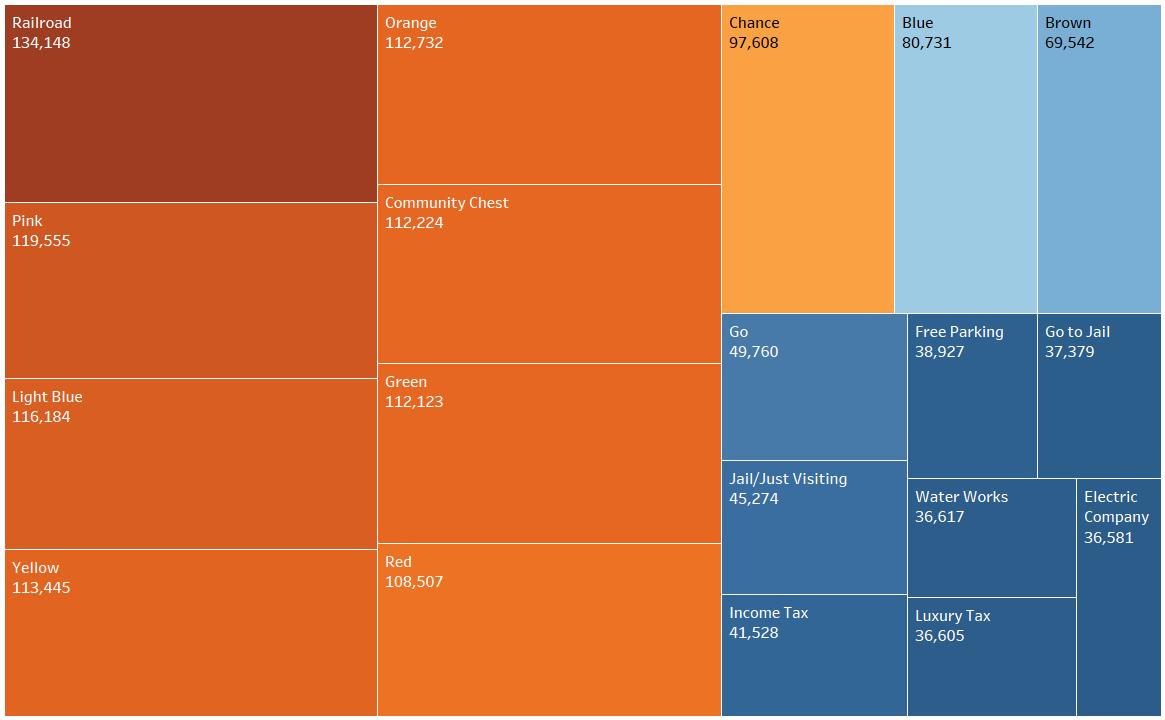 Railroad
134,148
Pink
119,555
Light Blue
116,184
Yellow
113,445
Orange
112,732
Community Chest
112,224
Green
112,123
Red
108,507
Chance
97,608
Blue
80,731
Brown
69,542
Go
49,760
Jail/Just Visiting
45,274
Income Tax
41,528
Free Parking
38,927
Go to Jail
37,379
Water Works
36,617
Luxury Tax
36,605
Electric
Company
36,581